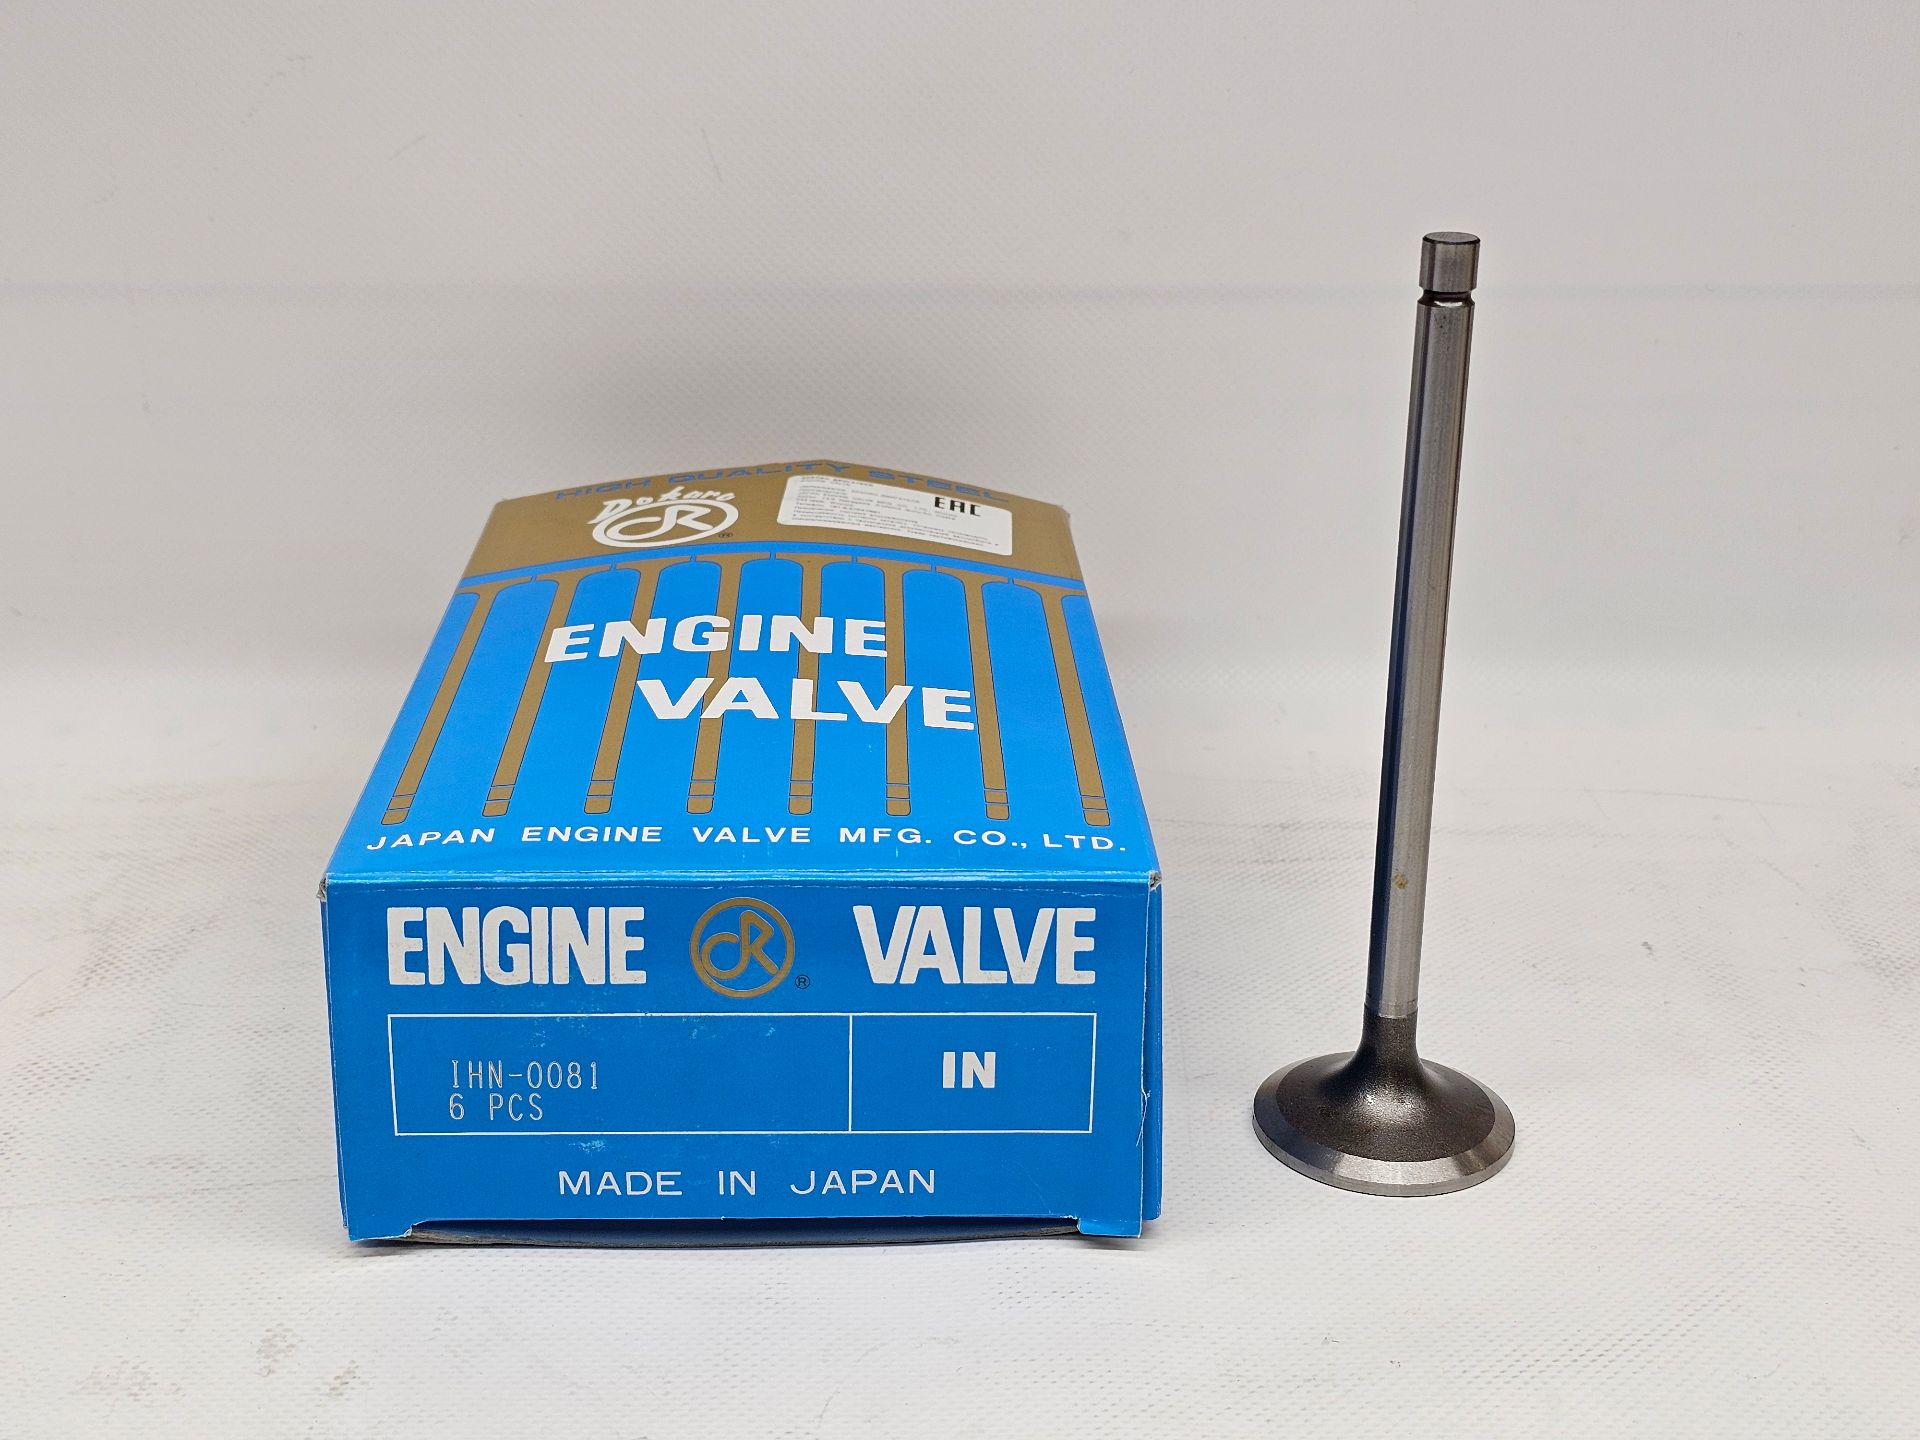 HIGH QUALITY STEEL
Dokuro
®
EAC
ENGINE
VALVE
JAPAN ENGINE VALVE MFG. CO., LTD.
ENGINE R ® VALVE
IHN-0081
6 PCS
IN
MADE IN JAPAN